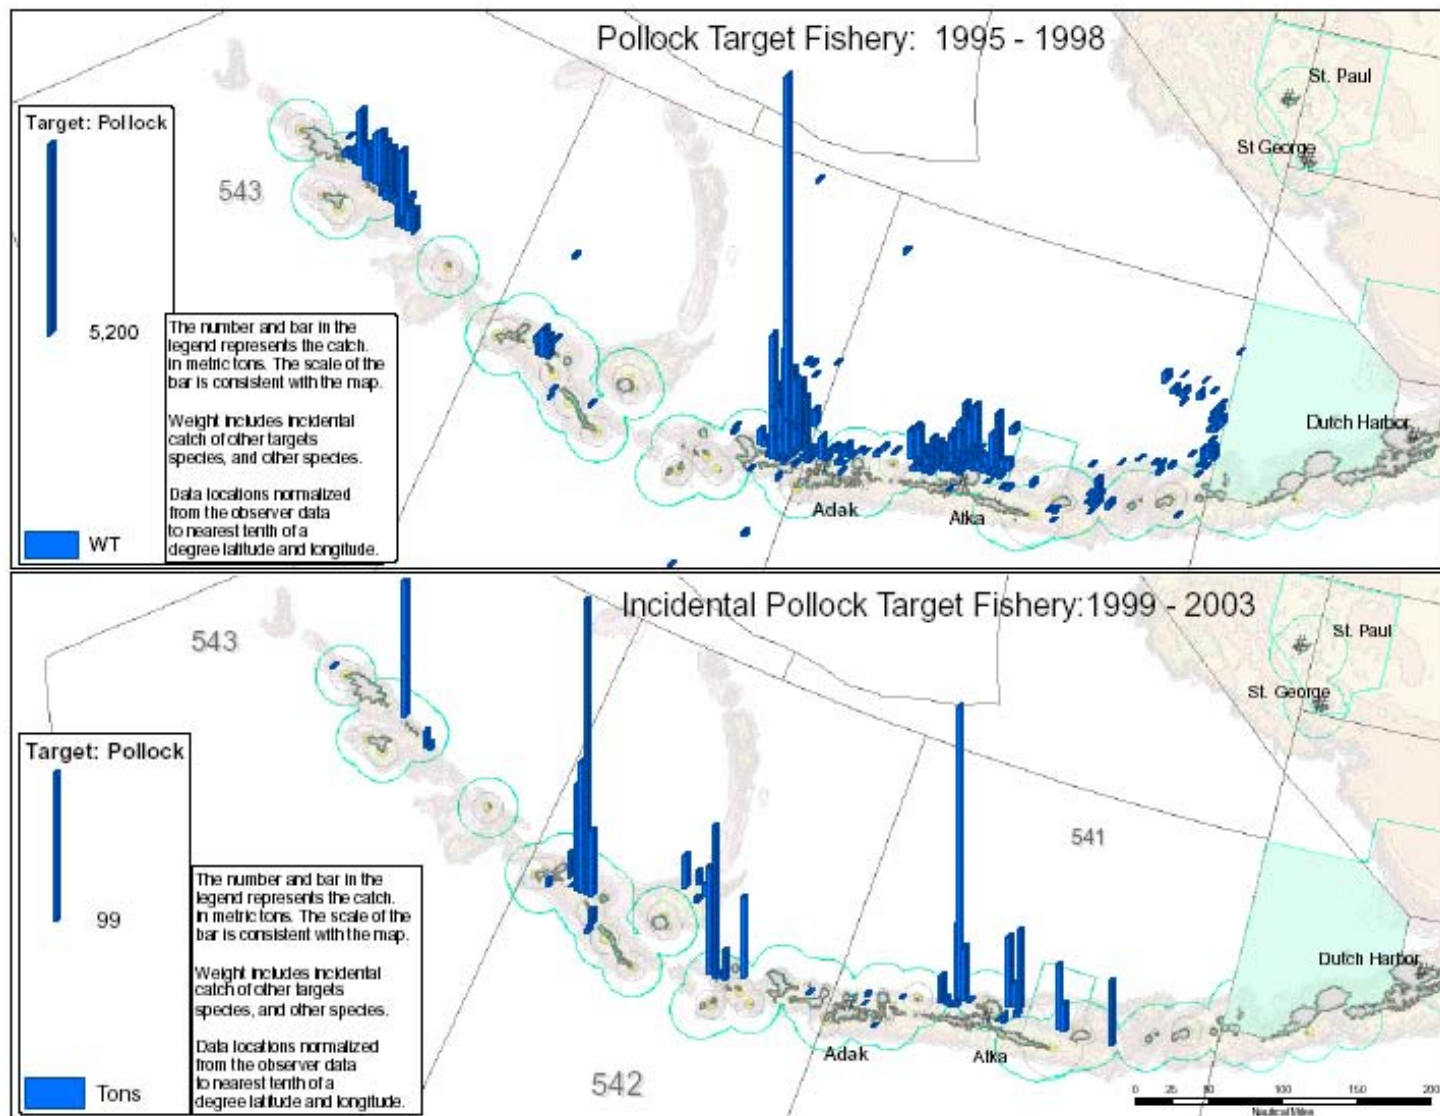 Pollock Target Fishery: 1995 - 1998
St. Paul
St George
Target: Pollock
5,200
543
The number and bar in the
legend represents the catch.
in metric tons. The scale of the
bar is consistent with the map.
Weight includes incidental
catch of other targets
species, and other species.
Data locations normalized
from the observer data
to nearest tenth of a
degree latitude and longitude.
WT
Dutch Harbor
Adak
Atka
Incidental Pollock Target Fishery:1999 - 2003
543
St. Paul
St. George
Target: Pollock
99
541
The number and bar in the
legend represents the catch.
in metric tons. The scale of the
bar is consistent with the map.
Weight includes incidental
catch of other targets
species, and other species.
Data locations normalized
from the observer data
to nearest tenth of a
degree latitude and longitude.
Tons
Dutch Harbor
Adak
Atka
542
0 25 50 100 150 200
Nautical Miles